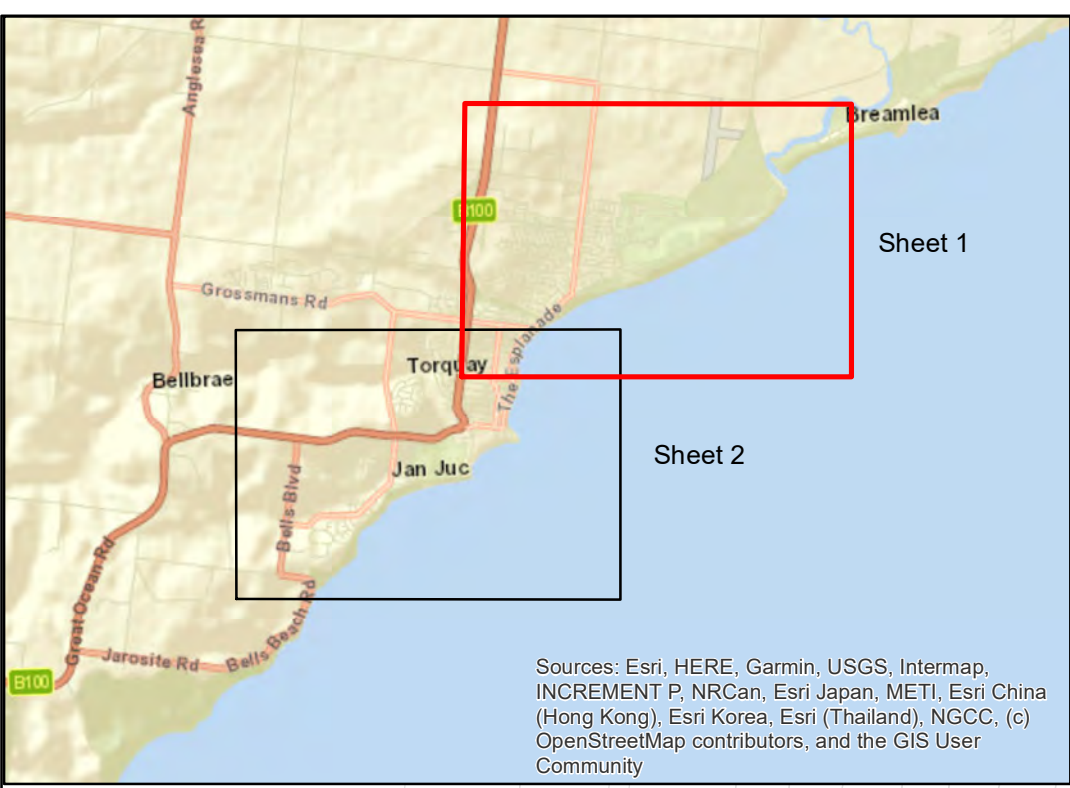 Anglesea R
Breamlea
B100
Sheet 1
Grossmans Rd
The Esplanade
Torquay
Bellbrae
Sheet 2
Jan Juc
Bells Blvd
Great Ocean Rd
Bells Beach Rd
Jarosite Rd
B100
Sources: Esri, HERE, Garmin, USGS, Intermap,
INCREMENT P, NRCan, Esri Japan, METI, Esri China
(Hong Kong), Esri Korea, Esri (Thailand), NGCC, (c)
OpenStreetMap contributors, and the GIS User
Community